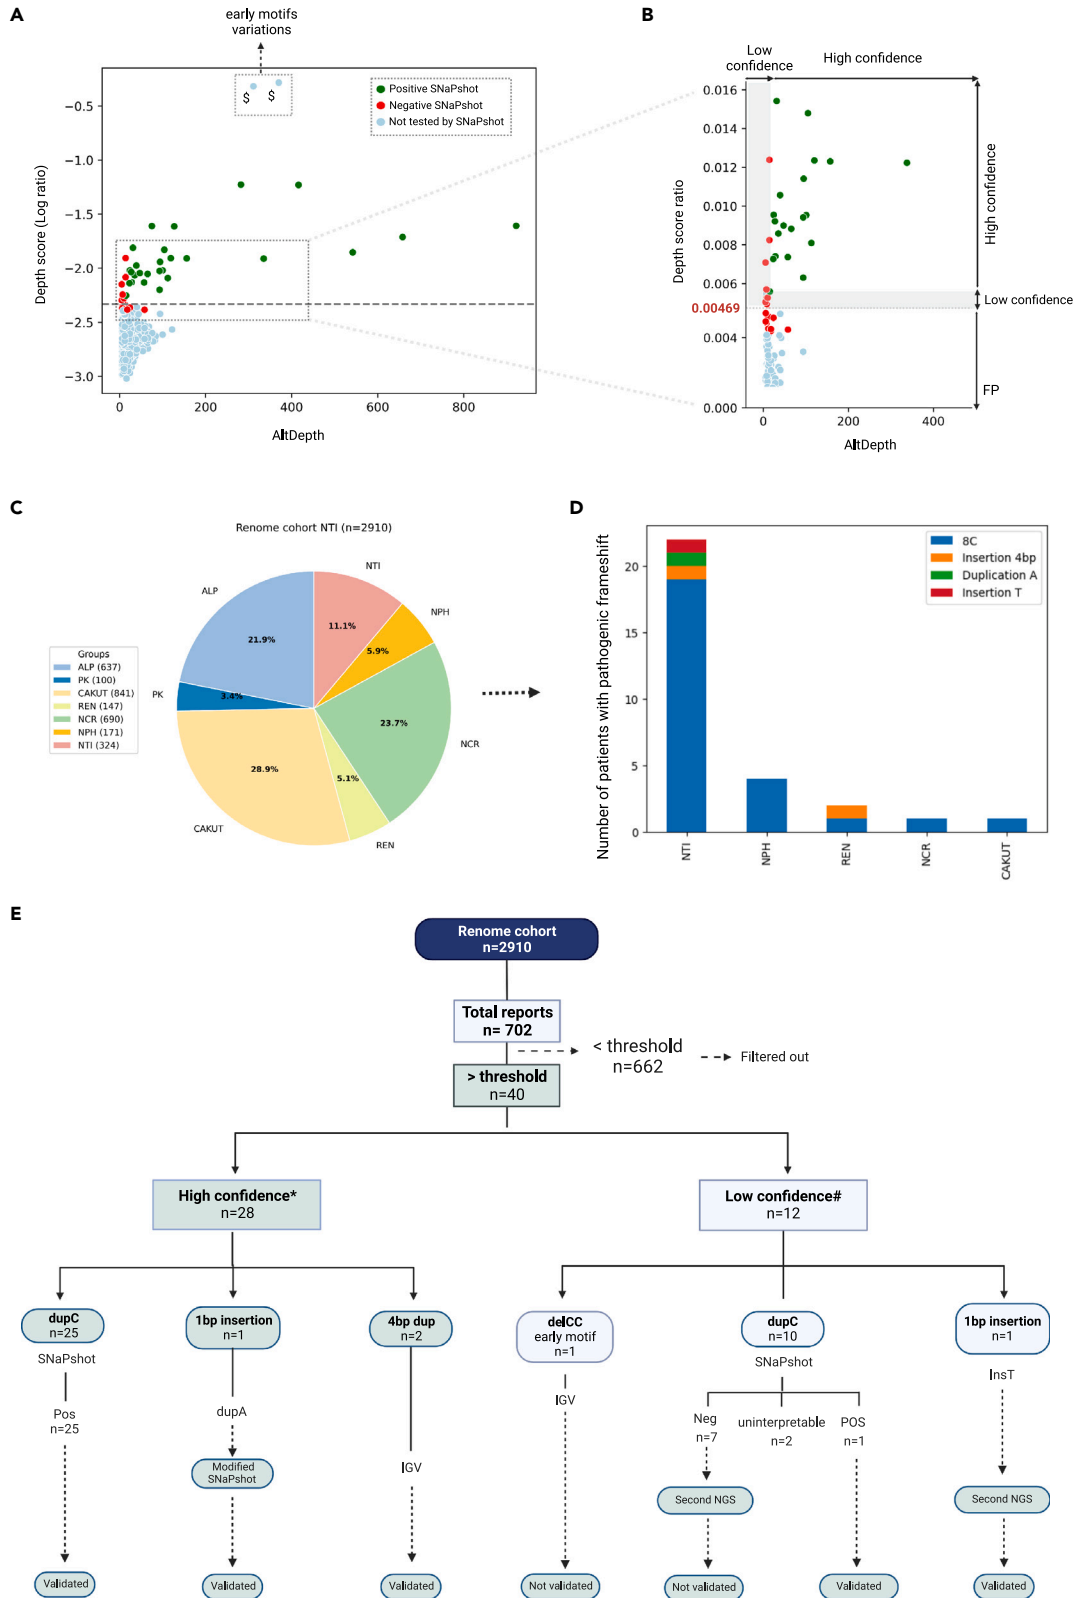 A
early motifs
variations
$
$
Positive SNaPshot
Negative SNaPshot
Not tested by SNaPshot
Depth score (Log ratio)
−0.5
−1.0
−1.5
−2.0
−2.5
−3.0
0
200
400
600
800
AltDepth
B
Low
confidence
High confidence
Depth score ratio
0.016
0.014
0.012
0.010
0.008
0.006
0.00469
0.004
0.000
High confidence
Low confidence
FP
0
200
400
AltDepth
C
Renome cohort NTI (n=2910)
Groups
ALP (637)
PK (100)
CAKUT (841)
REN (147)
NCR (690)
NPH (171)
NTI (324)
ALP
21.9%
NTI
11.1%
NPH
5.9%
PK
3.4%
NCR
23.7%
CAKUT
28.9%
REN
5.1%
D
Number of patients with pathogenic frameshift
20
15
10
5
0
8C
Insertion 4bp
Duplication A
Insertion T
NTI
NPH
REN
NCR
CAKUT
E
Renome cohort
n=2910
Total reports
n= 702
< threshold
n=662
Filtered out
> threshold
n=40
High confidence*
n=28
Low confidence#
n=12
dupC
n=25
SNaPshot
Pos
n=25
Validated
1bp insertion
n=1
dupA
Modified
SNaPshot
Validated
4bp dup
n=2
IGV
Validated
delCC
early motif
n=1
IGV
Not validated
dupC
n=10
SNaPshot
Neg
n=7
uninterpretable
n=2
POS
n=1
Second NGS
Not validated
Validated
1bp insertion
n=1
InsT
Second NGS
Validated